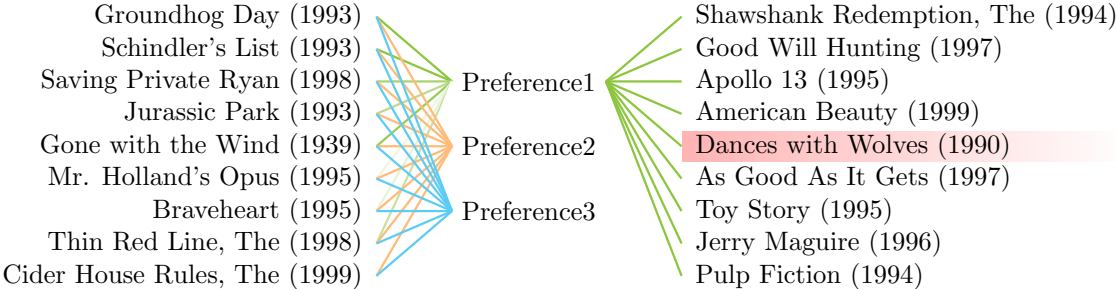 Groundhog Day (1993)
Schindler's List (1993)
Saving Private Ryan (1998)
Jurassic Park (1993)
Gone with the Wind (1939)
Mr. Holland's Opus (1995)
Braveheart (1995)
Thin Red Line, The (1998)
Cider House Rules, The (1999)
Preference1
Preference2
Preference3
Shawshank Redemption, The (1994)
Good Will Hunting (1997)
Apollo 13 (1995)
American Beauty (1999)
Dances with Wolves (1990)
As Good As It Gets (1997)
Toy Story (1995)
Jerry Maguire (1996)
Pulp Fiction (1994)